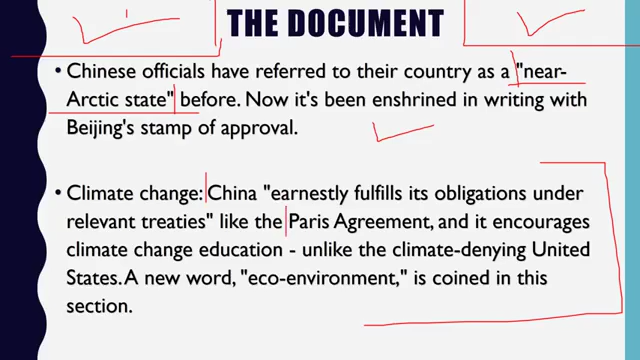 THE DOCUMENT
• Chinese officials have referred to their country as a "near-
Arctic state" before. Now it's been enshrined in writing with
Beijing's stamp of approval.
• Climate change: China "earnestly fulfills its obligations under
relevant treaties" like the Paris Agreement, and it encourages
climate change education - unlike the climate-denying United
States. A new word, "eco-environment," is coined in this
section.